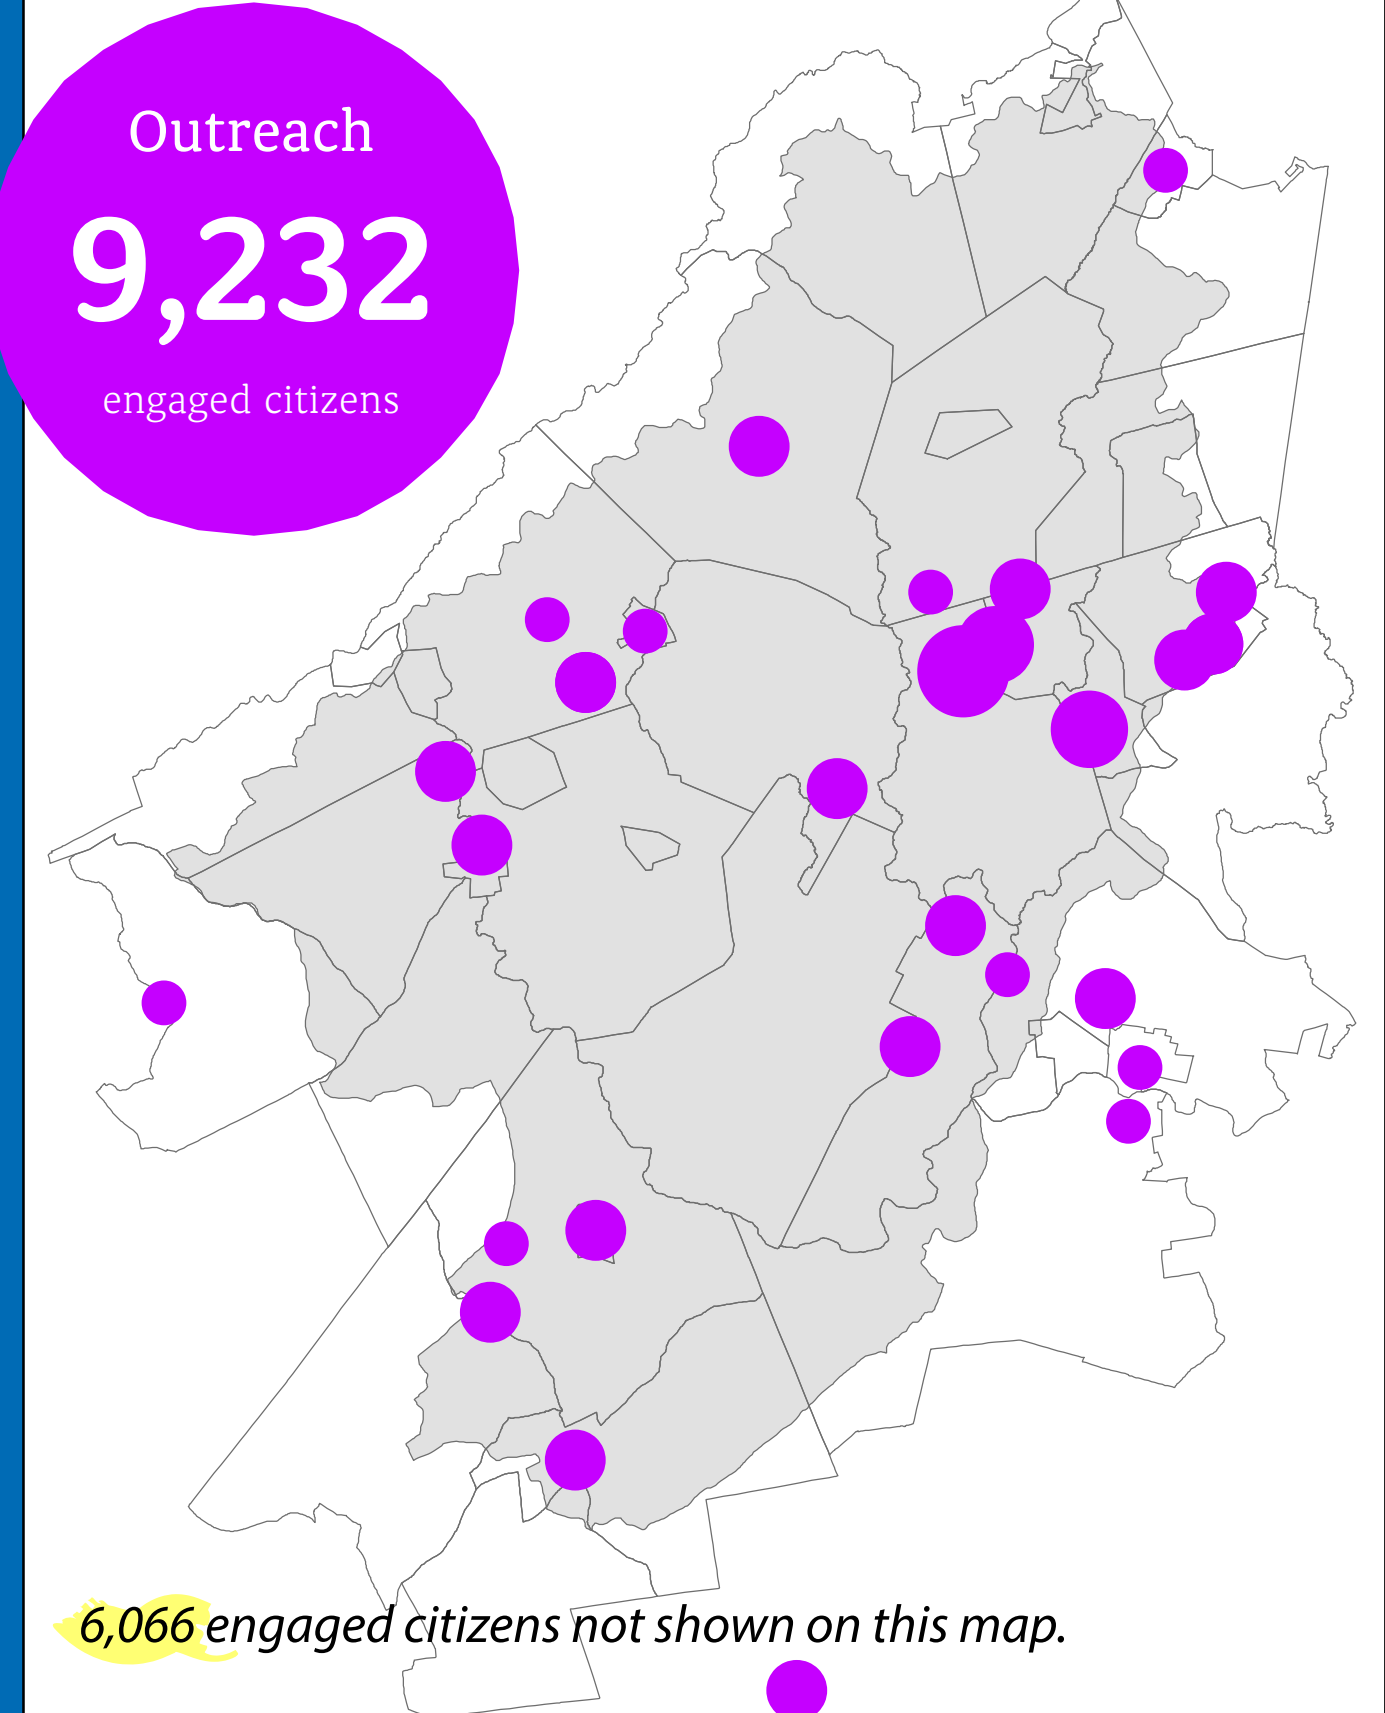 Outreach
9,232
engaged citizens
6,066 engaged citizens not shown on this map.